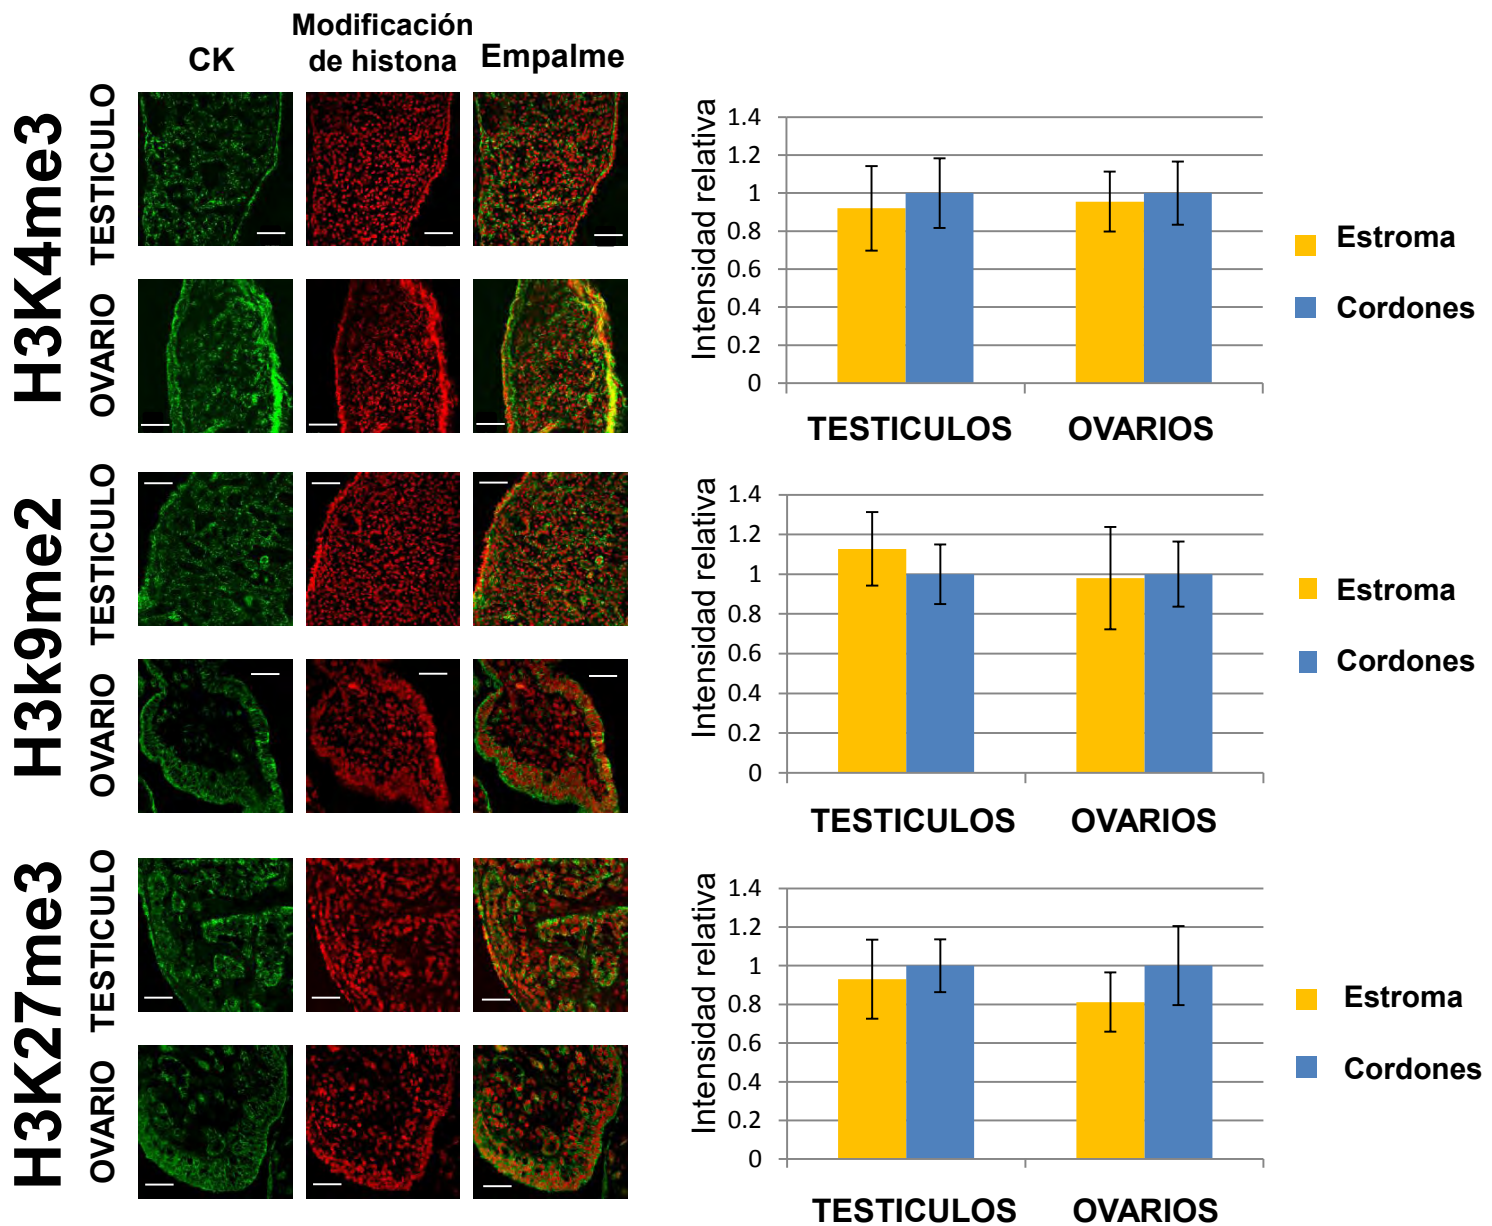 CK
Modificación
de histona
Empalme
H3K4me3
TESTICULO
OVARIO
Intensidad relativa
1.4
1.2
1
0.8
0.6
0.4
0.2
0
TESTICULOS
OVARIOS
Estroma
Cordones
H3k9me2
TESTICULO
OVARIO
Intensidad relativa
1.4
1.2
1
0.8
0.6
0.4
0.2
0
TESTICULOS
OVARIOS
Estroma
Cordones
H3K27me3
TESTICULO
OVARIO
Intensidad relativa
1.4
1.2
1
0.8
0.6
0.4
0.2
0
TESTICULOS
OVARIOS
Estroma
Cordones